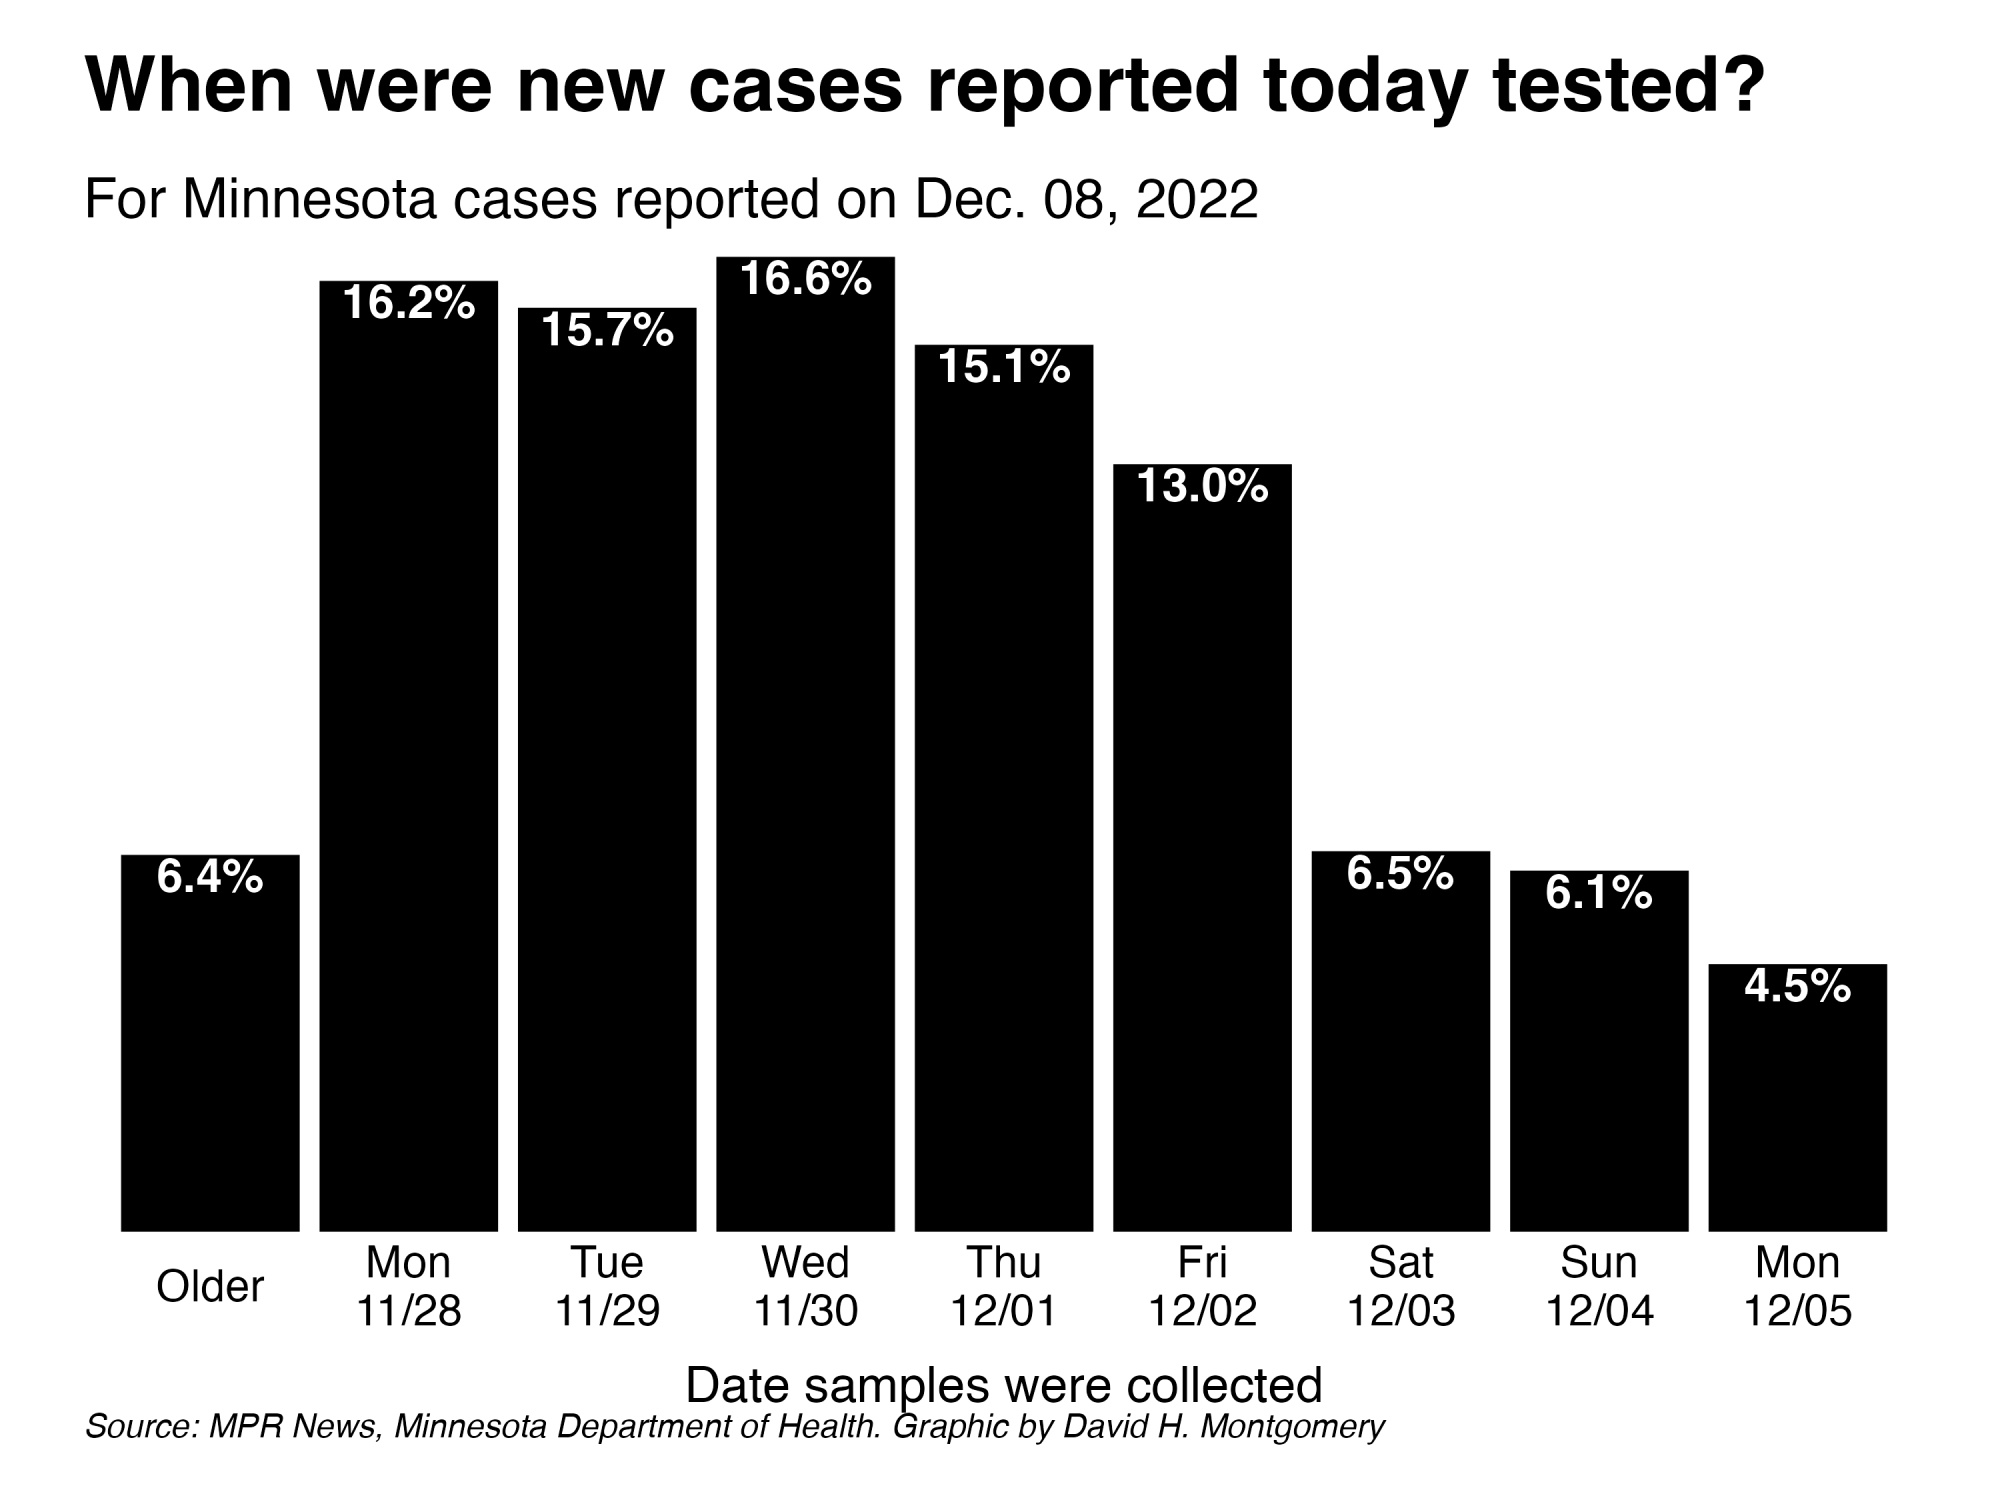 When were new cases reported today tested?
For Minnesota cases reported on Dec. 08, 2022
6.4%
16.2%
15.7%
16.6%
15.1%
13.0%
6.5%
6.1%
4.5%
Older
Mon
11/28
Tue
11/29
Wed
11/30
Thu
12/01
Fri
12/02
Sat
12/03
Sun
12/04
Mon
12/05
Date samples were collected
Source: MPR News, Minnesota Department of Health. Graphic by David H. Montgomery